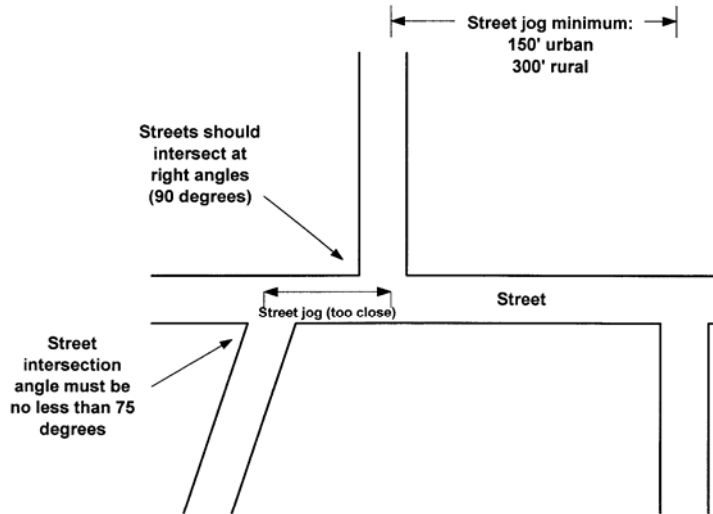 Street jog minimum:
150' urban
300' rural
Streets should
intersect at
right angles
(90 degrees)
Street
Street jog (too close)
Street
intersection
angle must be
no less than 75
degrees